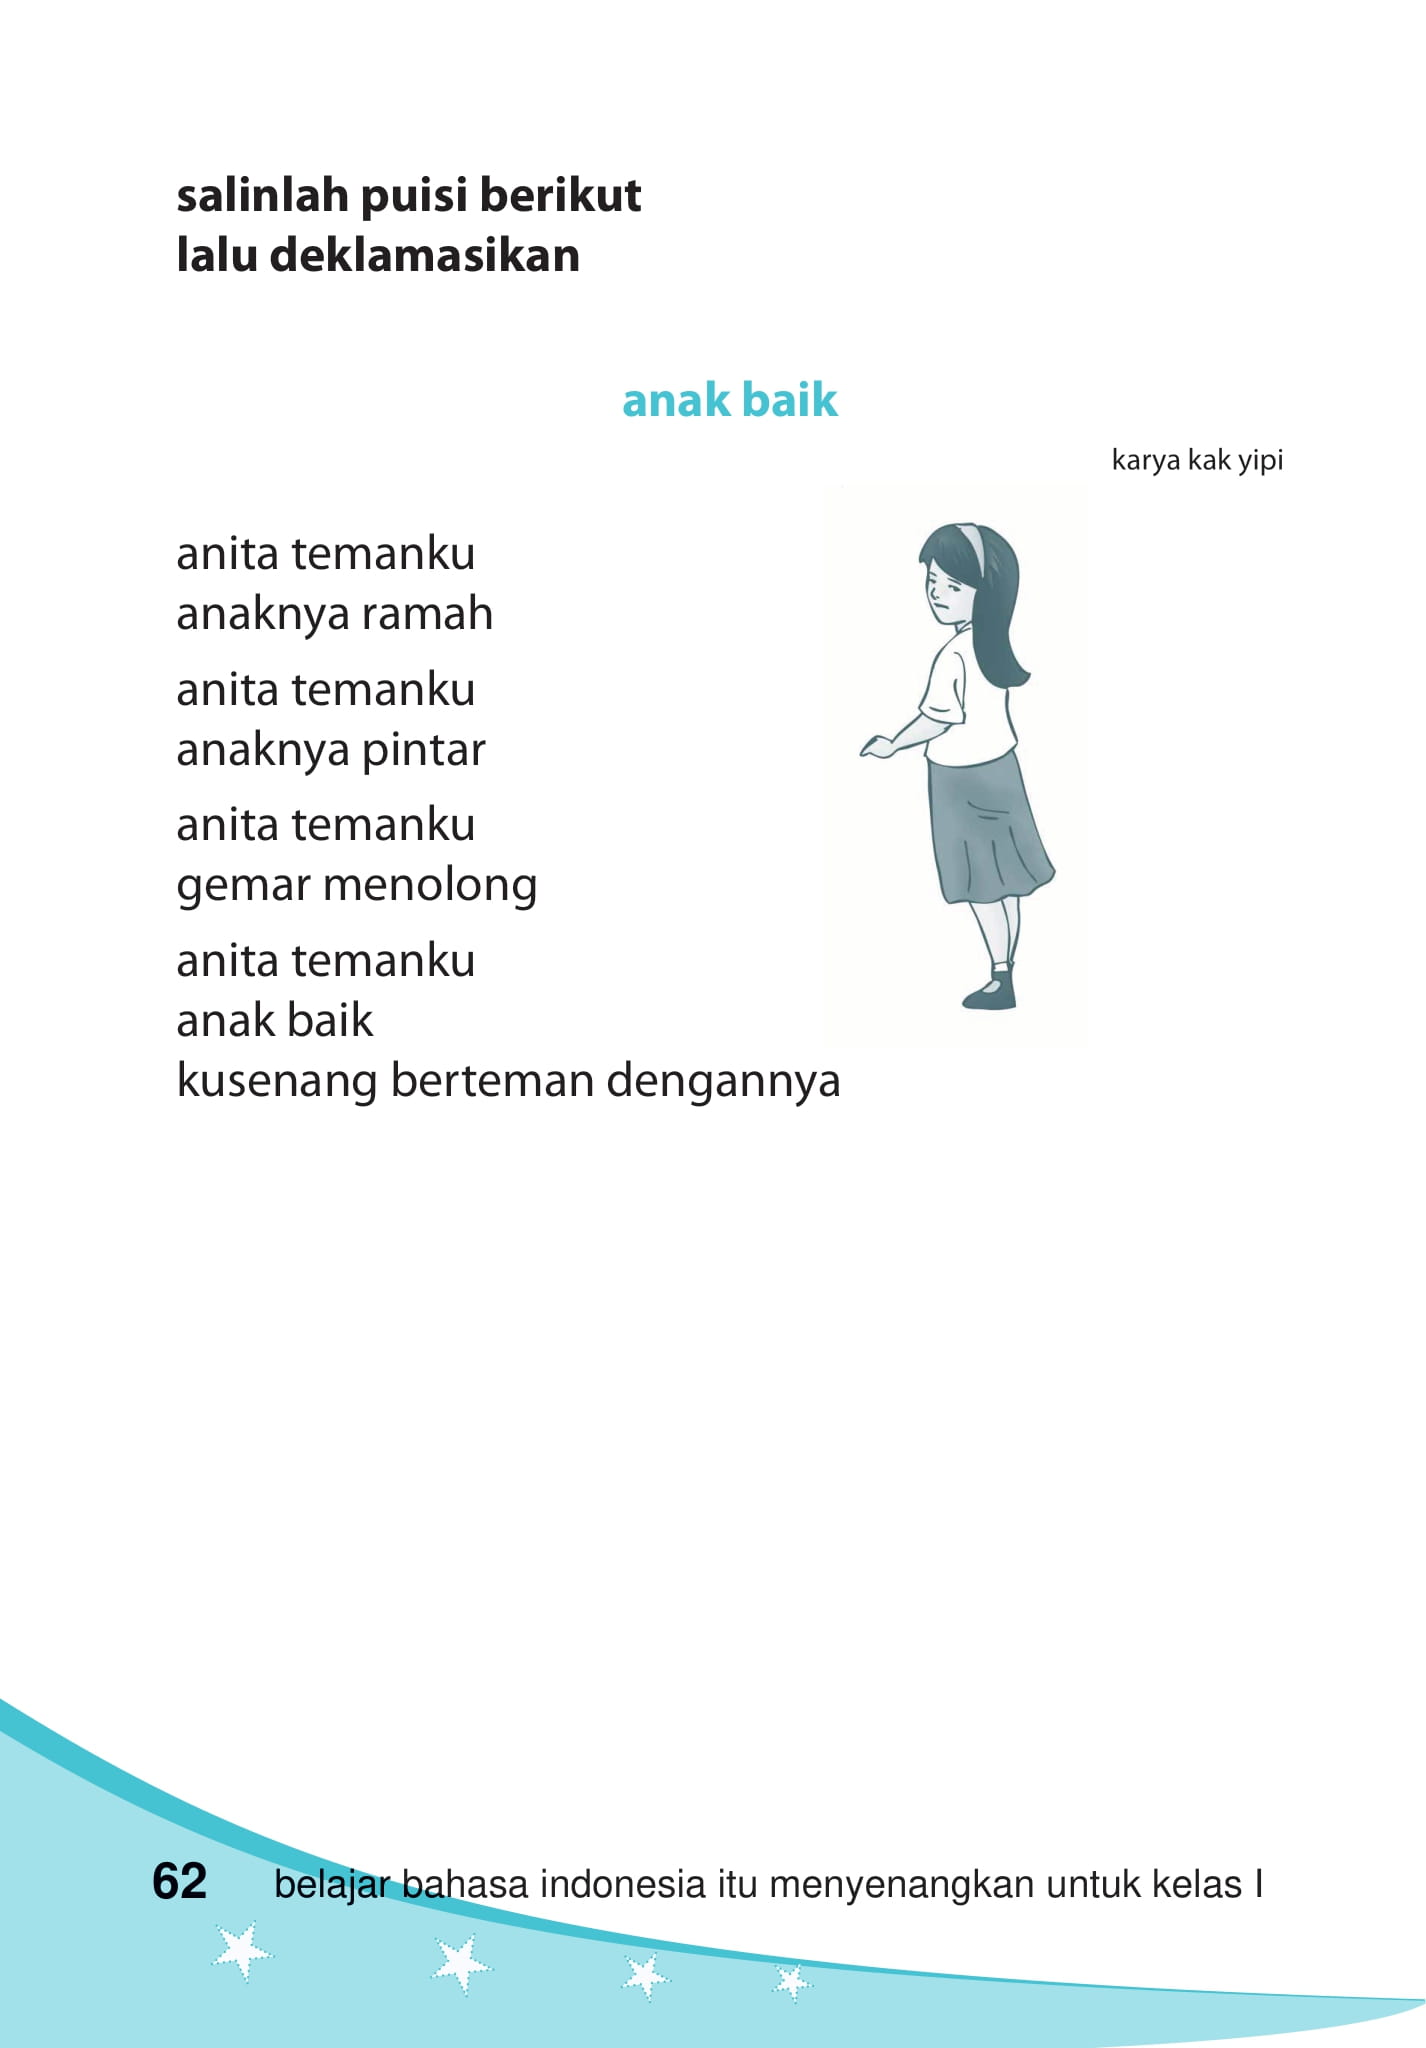 salinlah puisi berikut
lalu deklamasikan
anak baik
karya kak yipi
anita temanku
anaknya ramah
anita temanku
anaknya pintar
anita temanku
gemar menolong
anita temanku
anak baik
kusenang berteman dengannya
62 belajar bahasa indonesia itu menyenangkan untuk kelas I